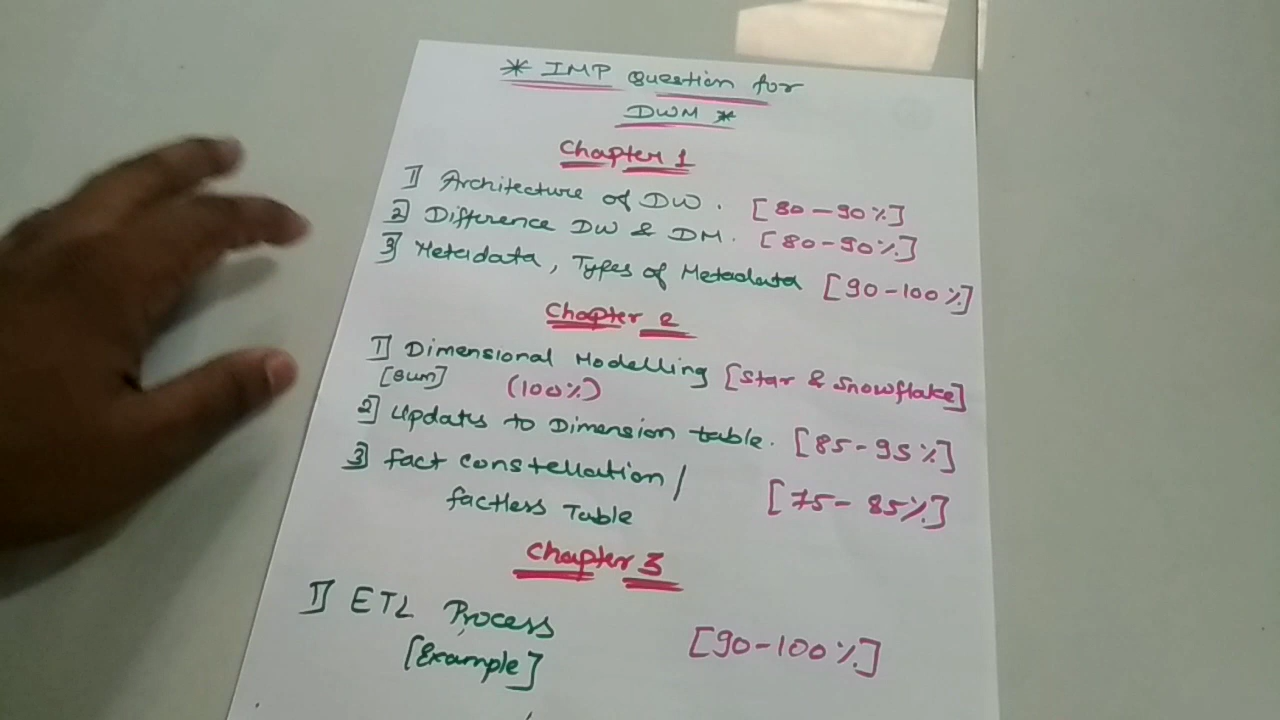 * IMP Question for
DWM *
Chapter 1
1] Architecture of DW. [80-90%]
2] Difference DW & DM. [80-90%]
3] Metadata, Types of Metadata [90-100%]
Chapter 2
1] Dimensional Modelling [Star & Snowflake]
[Sum] (100%)
2] Updates to Dimension table. [85-95%]
3] fact constellation/ [75-85%]
factless Table
Chapter 3
1] ETL Process [90-100%]
[Example]